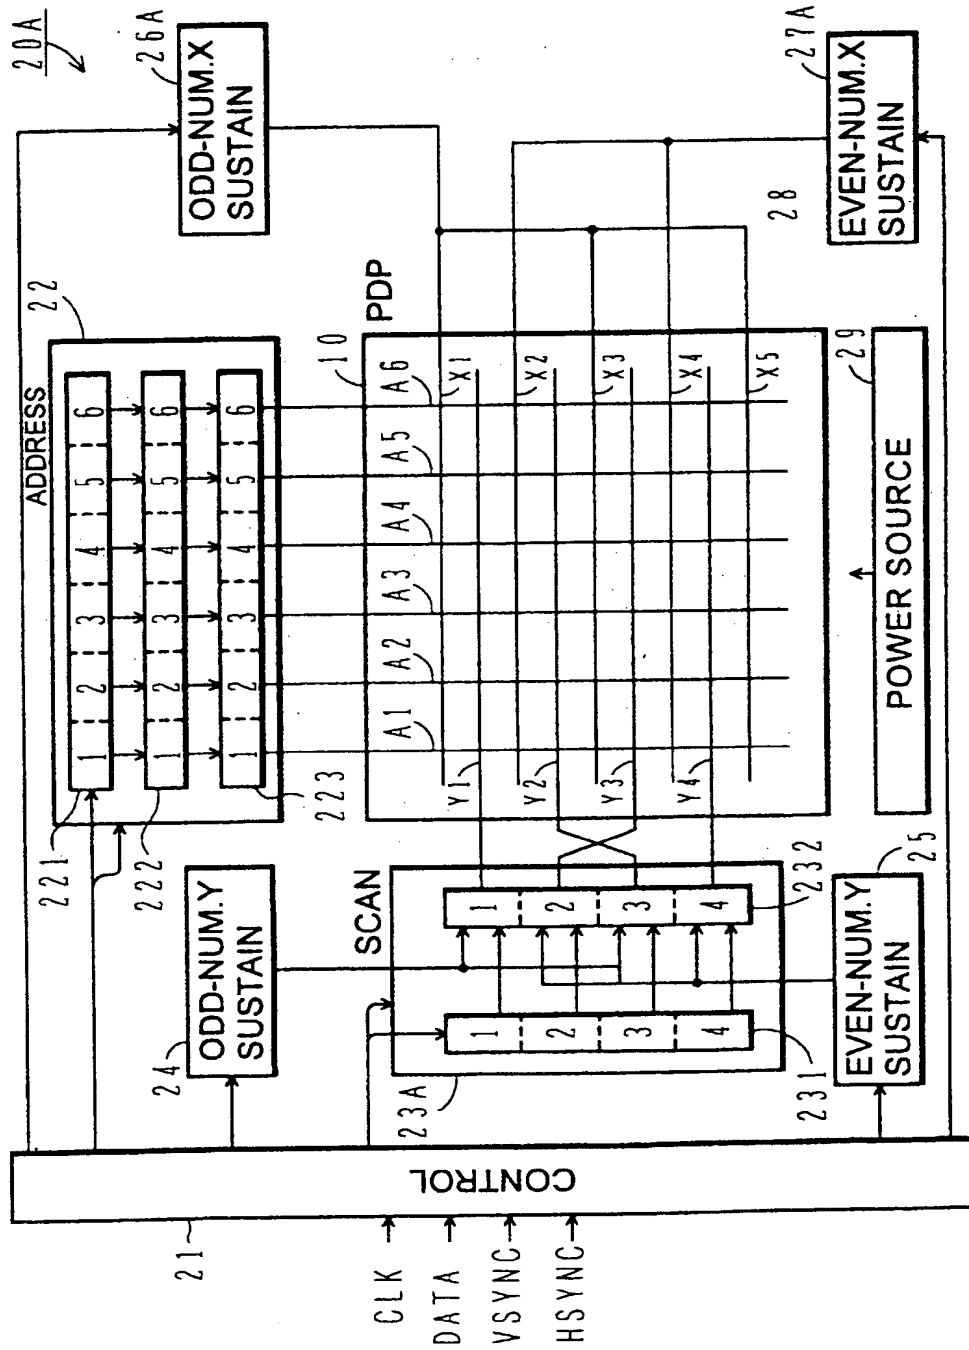 20A
26A
ODD-NUM.X
SUSTAIN
27A
EVEN-NUM.X
SUSTAIN
28
22
ADDRESS
1 2 3 4 5 6
1 2 3 4 5 6
1 2 3 4 5 6
221
222
223
PDP
10
A1
A2
A3
A4
A5
A6
X1
X2
X3
X4
X5
Y1
Y2
Y3
Y4
29
POWER SOURCE
24
ODD-NUM.Y
SUSTAIN
SCAN
23A
1 2 3 4
231
1 2 3 4
232
25
EVEN-NUM.Y
SUSTAIN
CONTROL
21
CLK
DATA
VSYNC
HSYNC